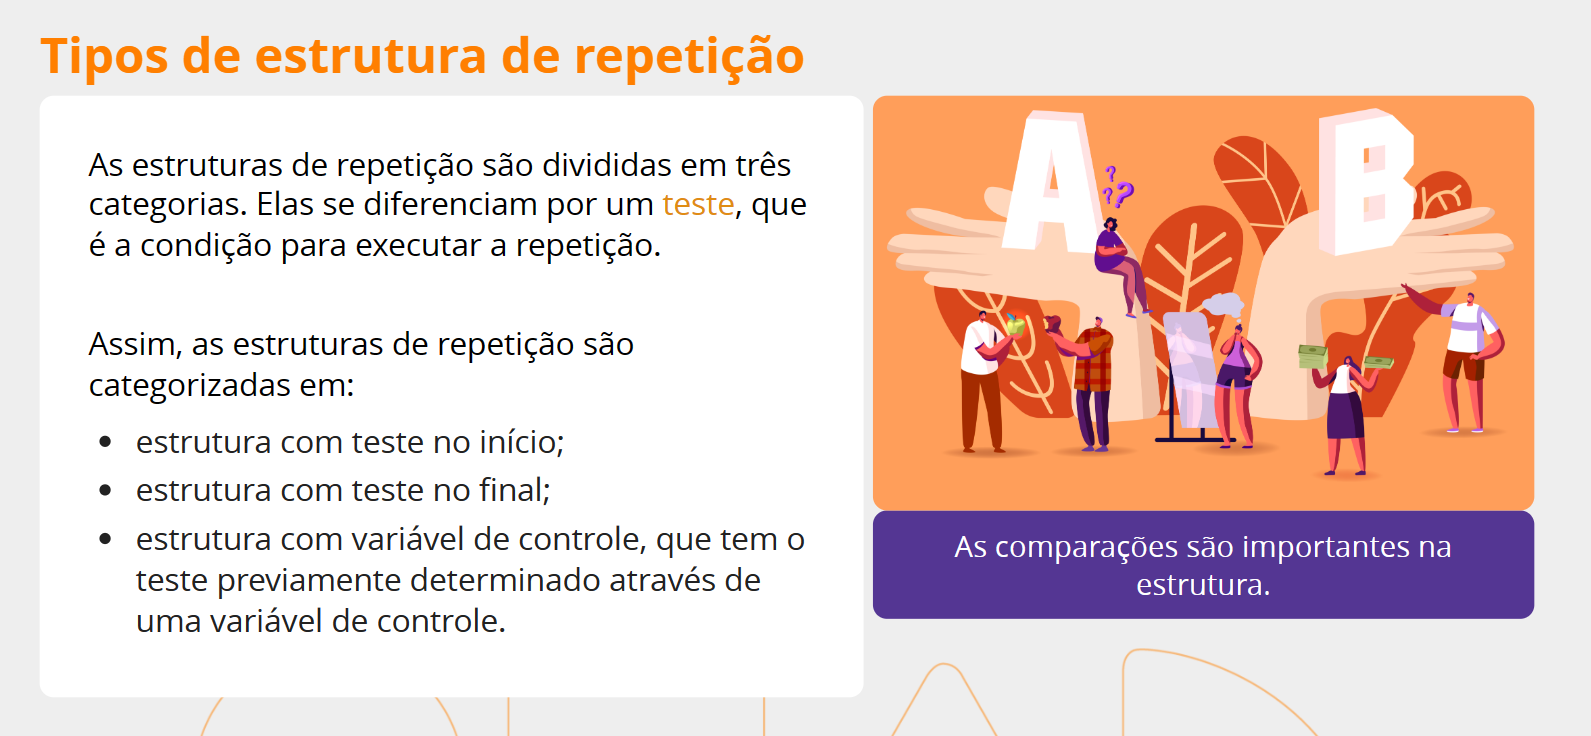 Tipos de estrutura de repetição
As estruturas de repetição são divididas em três
categorias. Elas se diferenciam por um teste, que
é a condição para executar a repetição.
Assim, as estruturas de repetição são
categorizadas em:
• estrutura com teste no início;
• estrutura com teste no final;
• estrutura com variável de controle, que tem o
teste previamente determinado através de
uma variável de controle.
A
???
B
As comparações são importantes na
estrutura.